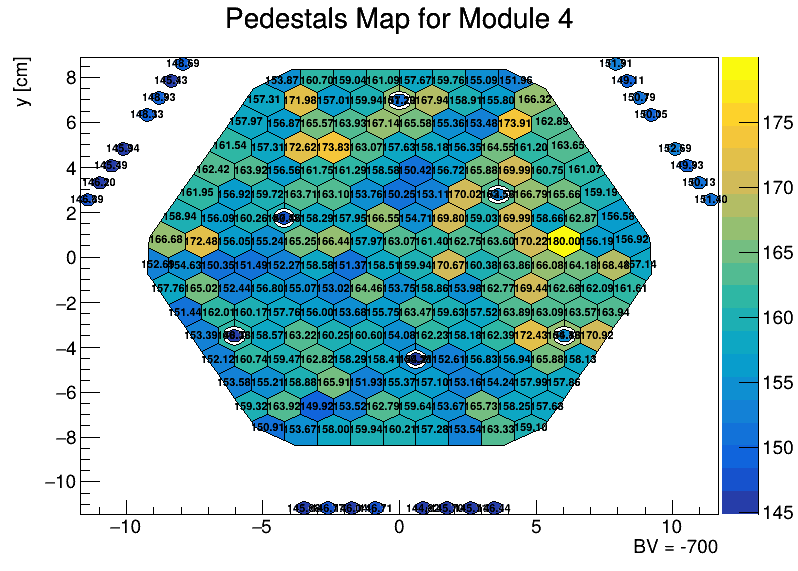 Pedestals Map for Module 4
y [cm]
8
6
4
2
0
−2
−4
−6
−8
−10
−10 −5 0 5 10
BV = -700
175
170
165
160
155
150
145
148.69 151.91
145.43 149.11
148.93 150.79
148.33 150.05
145.94 152.69
145.49 149.93
146.20 150.13
151.40
153.87 160.70 159.04 161.09 157.67 159.76 155.09 151.96
157.31 171.98 157.01 159.94 167.94 158.91 155.80 166.32
157.97 156.87 165.57 163.93 167.14 165.58 155.36 153.48 173.91 162.89
161.54 157.31 172.62 173.83 163.07 157.63 158.18 156.35 164.55 161.20 163.65
162.42 163.92 156.56 161.75 161.31 158.58 150.42 156.72 164.88 169.99 160.75 161.07
161.95 156.92 159.72 163.71 163.10 153.76 150.25 153.11 170.02 166.79 165.66 159.19
158.94 156.09 160.26 158.29 157.95 166.55 154.71 169.80 159.03 169.99 158.66 162.87 156.58
166.68 172.48 156.05 155.24 165.25 166.44 157.97 163.07 161.40 162.75 163.60 170.22 180.00 156.19 156.92
154.63 150.35 151.49 152.27 158.58 151.37 158.51 159.94 170.67 160.38 163.86 166.08 164.18 168.48 157.14
157.76 165.02 152.44 156.80 155.07 153.02 164.46 153.75 158.86 153.98 162.77 169.44 162.68 162.09 161.61
151.44 162.01 160.17 157.76 156.00 153.68 157.56 159.35 163.99 153.47 159.89 163.09 163.57 163.94
153.39 158.57 163.22 160.25 160.60 154.08 162.23 158.18 162.39 172.43 170.92
152.12 160.74 159.47 162.82 158.29 158.41 152.61 156.83 156.94 165.88 158.13
153.58 155.21 158.88 165.91 151.93 155.37 157.10 153.16 154.24 157.99 157.86
159.32 163.92 149.92 153.52 162.79 159.64 163.10 165.73 158.25 157.63
150.91 153.67 158.00 159.94 160.21 157.28 153.54 163.33 159.10